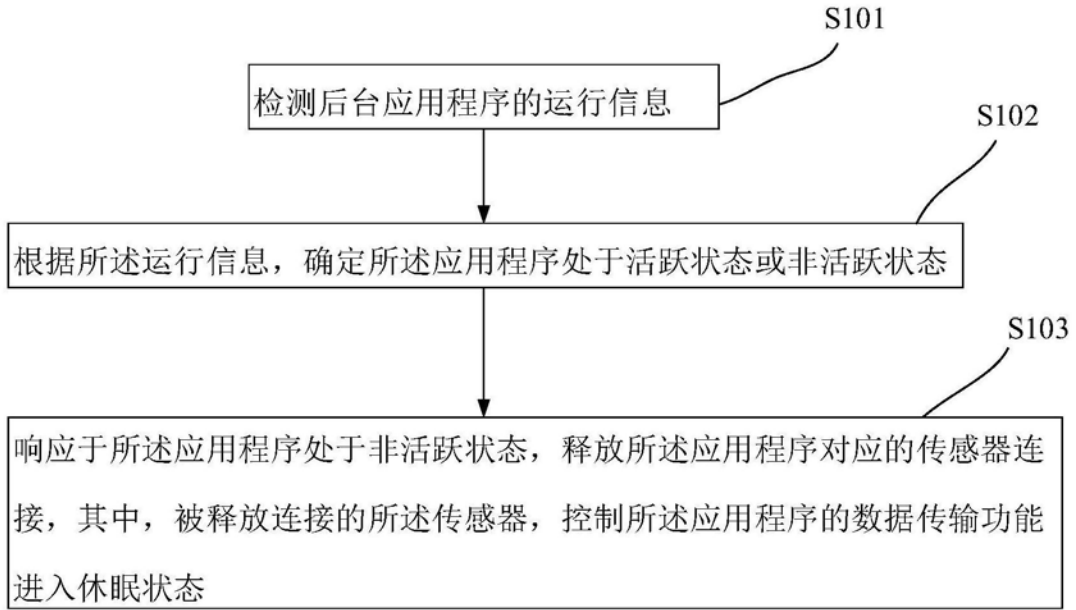 S101
检测后台应用程序的运行信息
S102
根据所述运行信息，确定所述应用程序处于活跃状态或非活跃状态
S103
响应于所述应用程序处于非活跃状态，释放所述应用程序对应的传感器连
接，其中，被释放连接的所述传感器，控制所述应用程序的数据传输功能
进入休眠状态